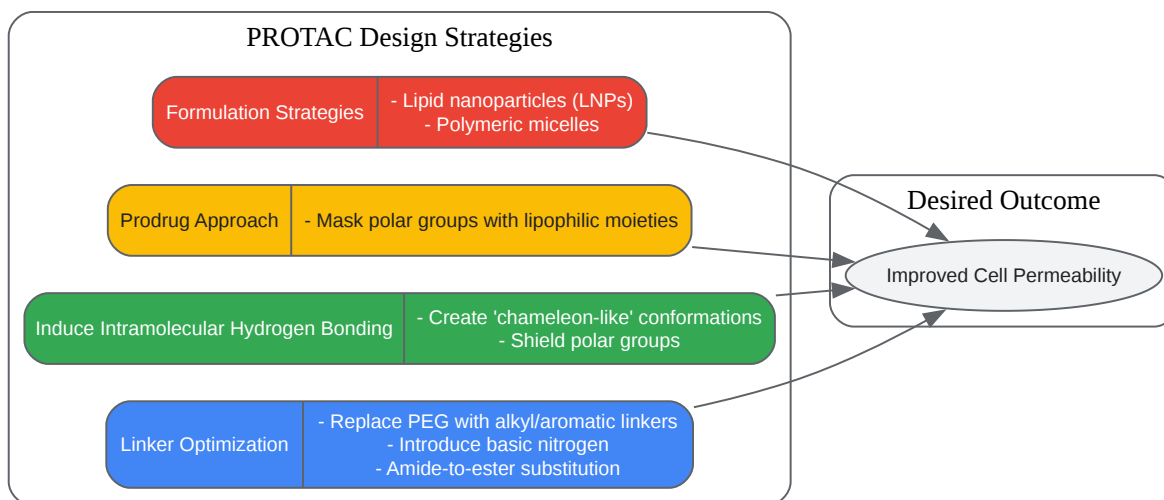 PROTAC Design Strategies
Formulation Strategies
- Lipid nanoparticles (LNPs)
- Polymeric micelles
Prodrug Approach
- Mask polar groups with lipophilic moieties
Induce Intramolecular Hydrogen Bonding
- Create 'chameleon-like' conformations
- Shield polar groups
Linker Optimization
- Replace PEG with alkyl/aromatic linkers
- Introduce basic nitrogen
- Amide-to-ester substitution
Desired Outcome
Improved Cell Permeability